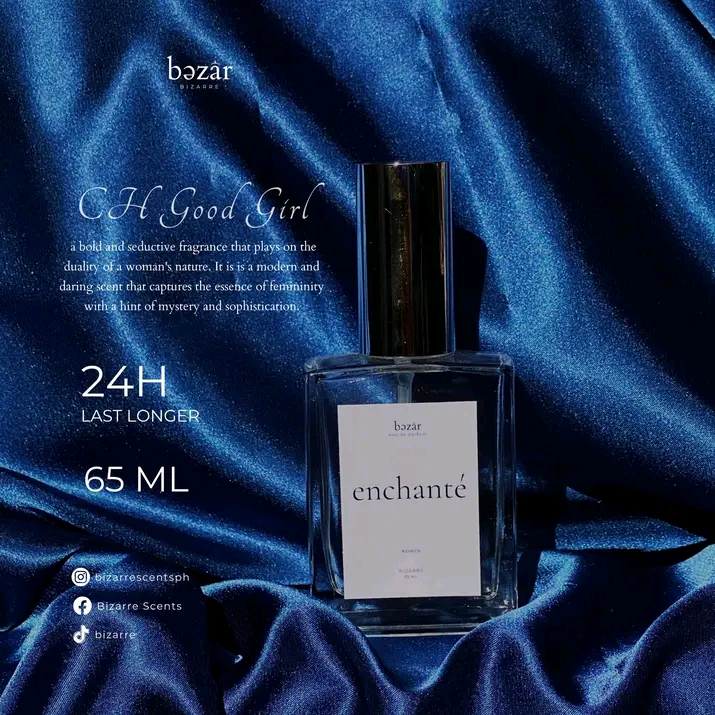 bəzâr
BIZARRE
CH Good Girl
a bold and seductive fragrance that plays on the
duality of a woman's nature. It is is a modern and
daring scent that captures the essence of femininity
with a hint of mystery and sophistication.
24H
LAST LONGER
65 ML
bizarrescentsph
Bizarre Scents
bizarre
bəzâr
enchanté
WOMEN